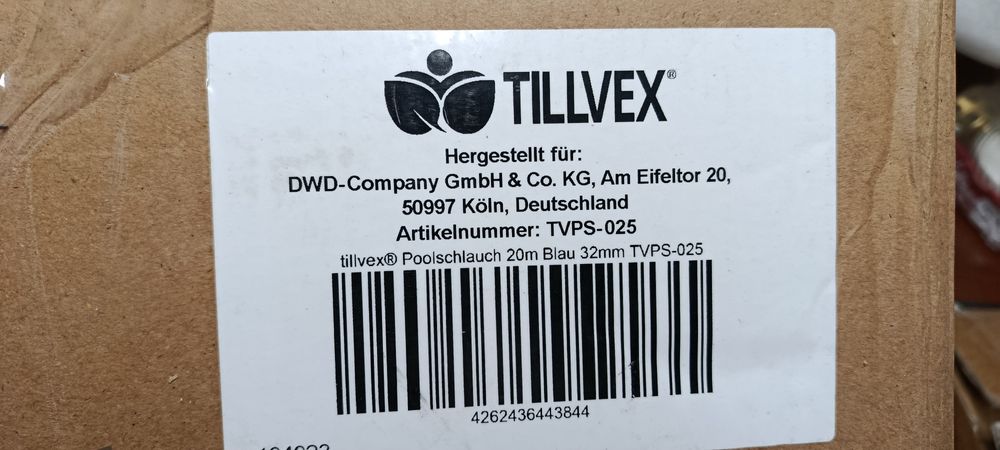 TILLVEX®
Hergestellt für:
DWD-Company GmbH & Co. KG, Am Eifeltor 20,
50997 Köln, Deutschland
Artikelnummer: TVPS-025
tillvex® Poolschlauch 20m Blau 32mm TVPS-025
4262436443844